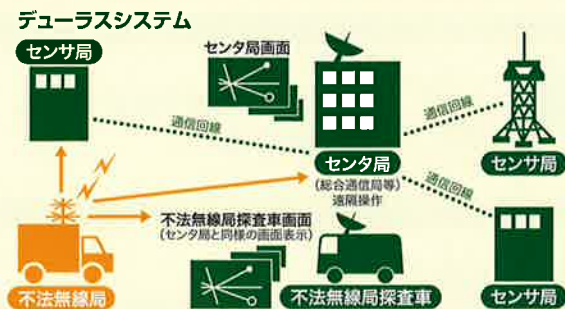 デューラスシステム
センサ局
センタ局画面
通信回線
通信回線
センタ局
(総合通信局等)
遠隔操作
センサ局
通信回線
不法無線局探査車画面
(センタ局と同様の画面表示)
不法無線局
不法無線局探査車
センサ局